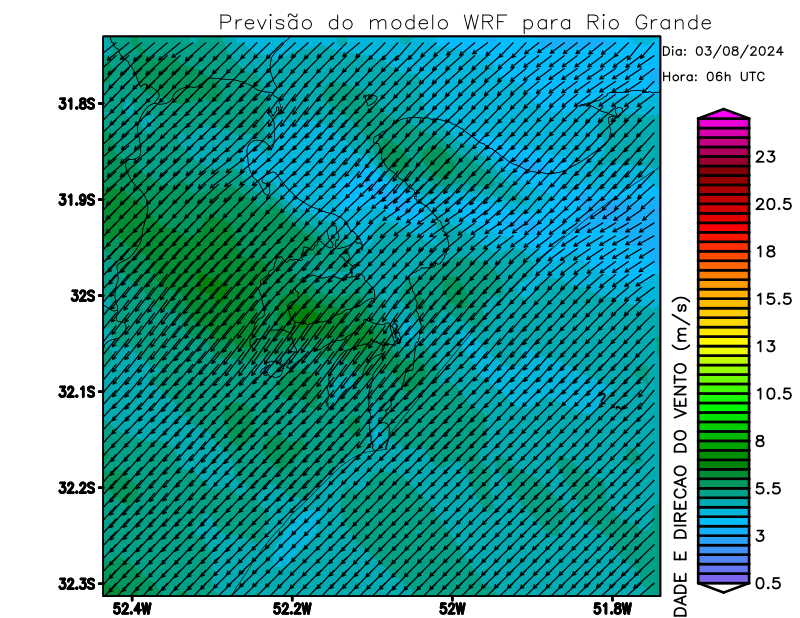 Previsão do modelo WRF para Rio Grande
Dia: 03/08/2024
Hora: 06h UTC
31.8S
31.9S
32S
32.1S
32.2S
32.3S
52.4W
52.2W
52W
51.8W
23
20.5
18
15.5
13
10.5
8
5.5
3
0.5
DADE E DIRECAO DO VENTO (m/s)